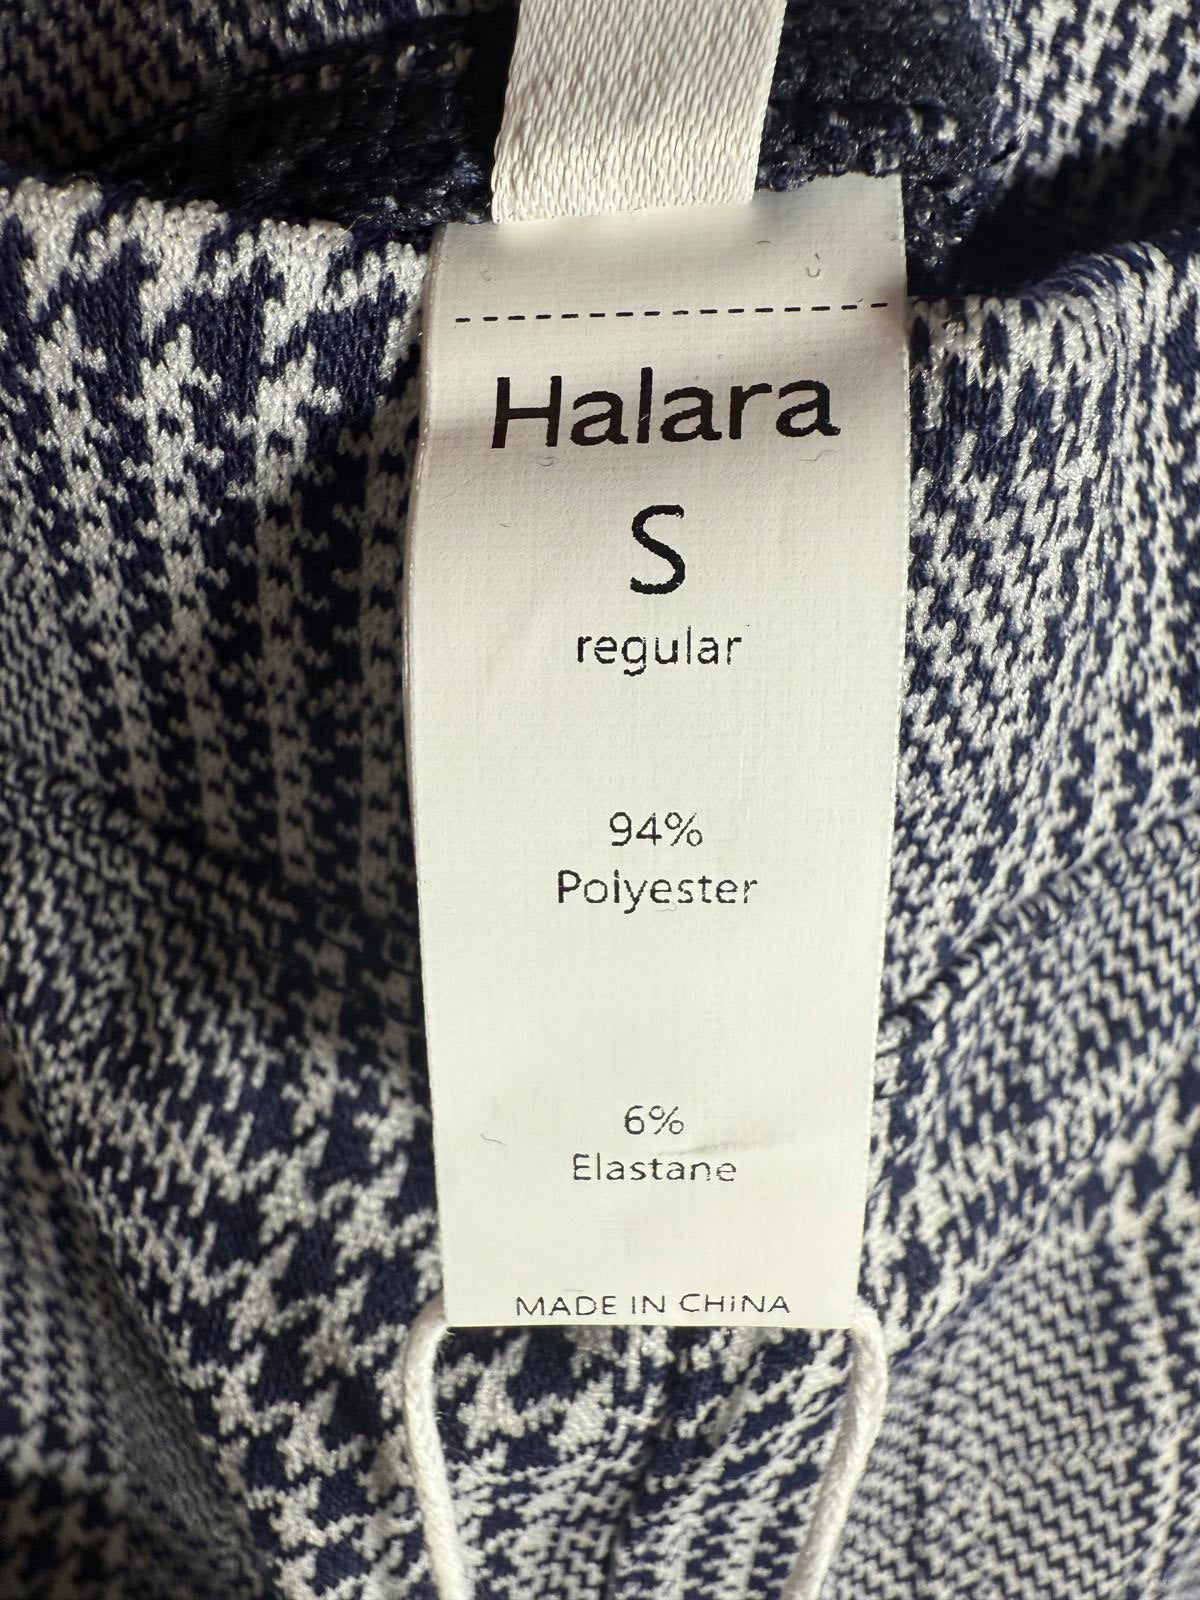 Halara
S
regular
94%
Polyester
6%
Elastane
MADE IN CHINA